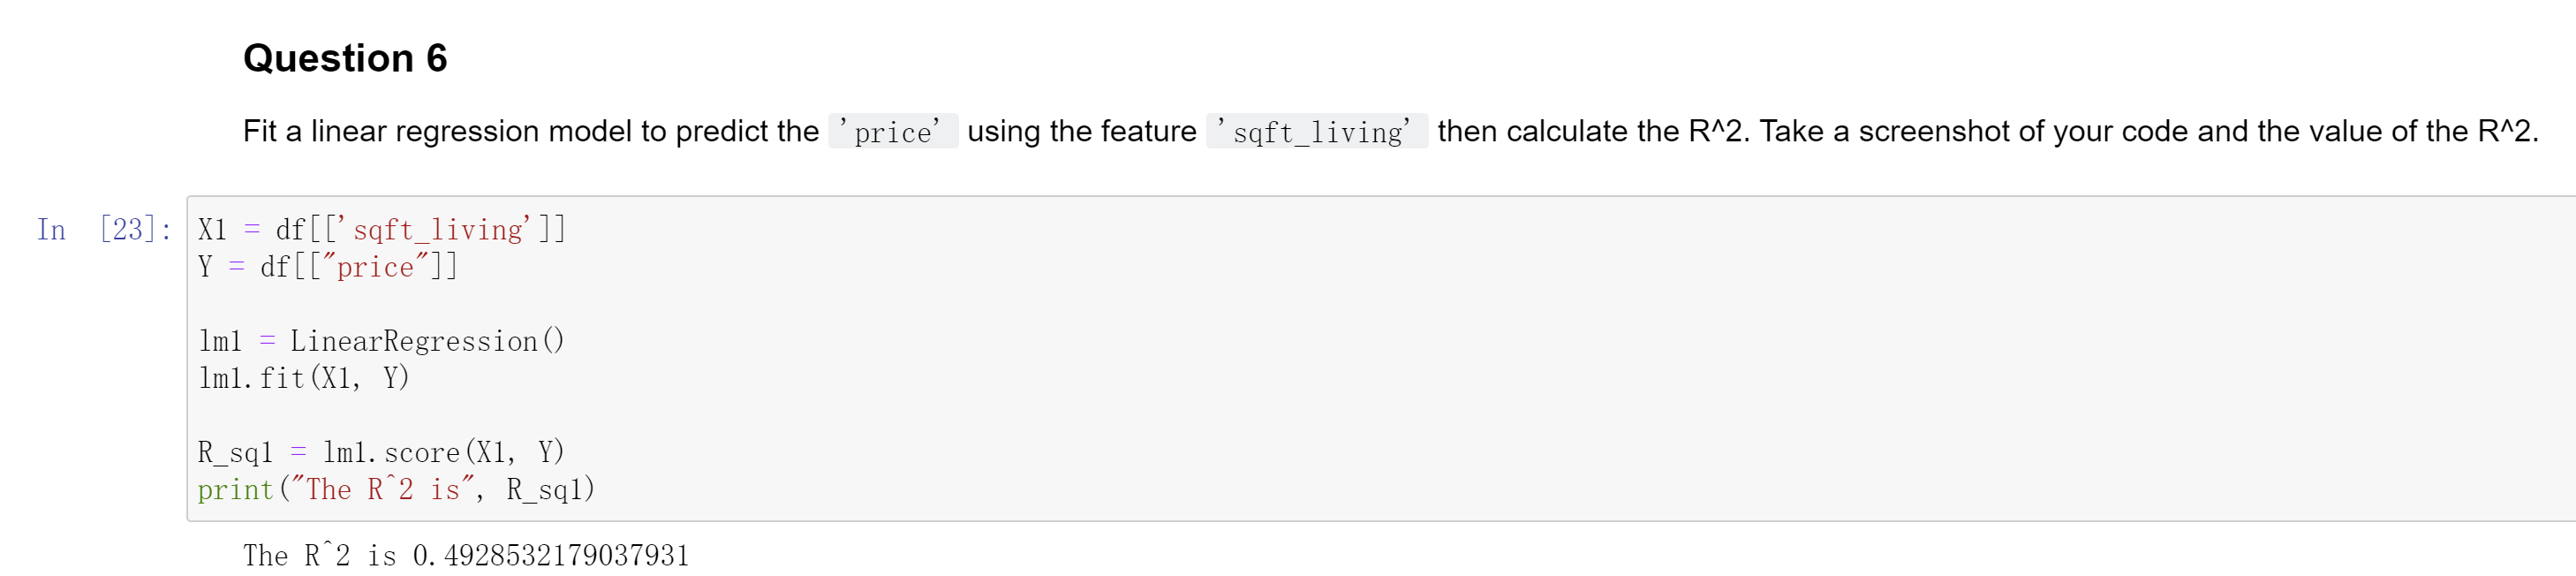 Question 6
Fit a linear regression model to predict the 'price' using the feature 'sqft_living' then calculate the R^2. Take a screenshot of your code and the value of the R^2.
In [23]: X1 = df[['sqft_living']]
Y = df[["price"]]
lm1 = LinearRegression()
lm1.fit(X1, Y)
R_sq1 = lm1.score(X1, Y)
print("The R^2 is", R_sq1)
The R^2 is 0.4928532179037931